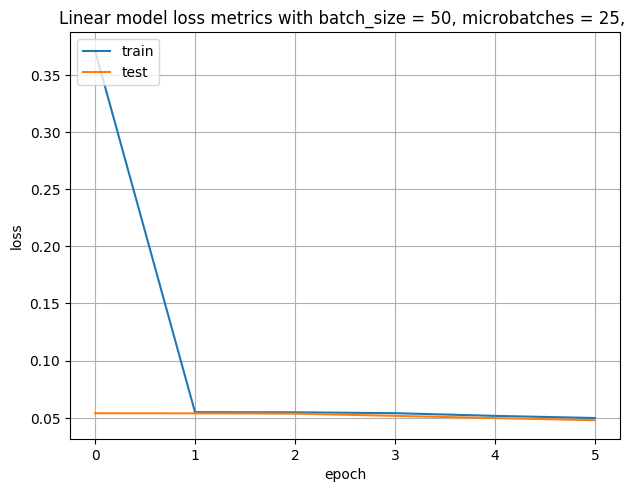 Linear model loss metrics with batch_size = 50, microbatches = 25,
train
test
0.35
0.30
0.25
0.20
0.15
0.10
0.05
loss
0 1 2 3 4 5
epoch